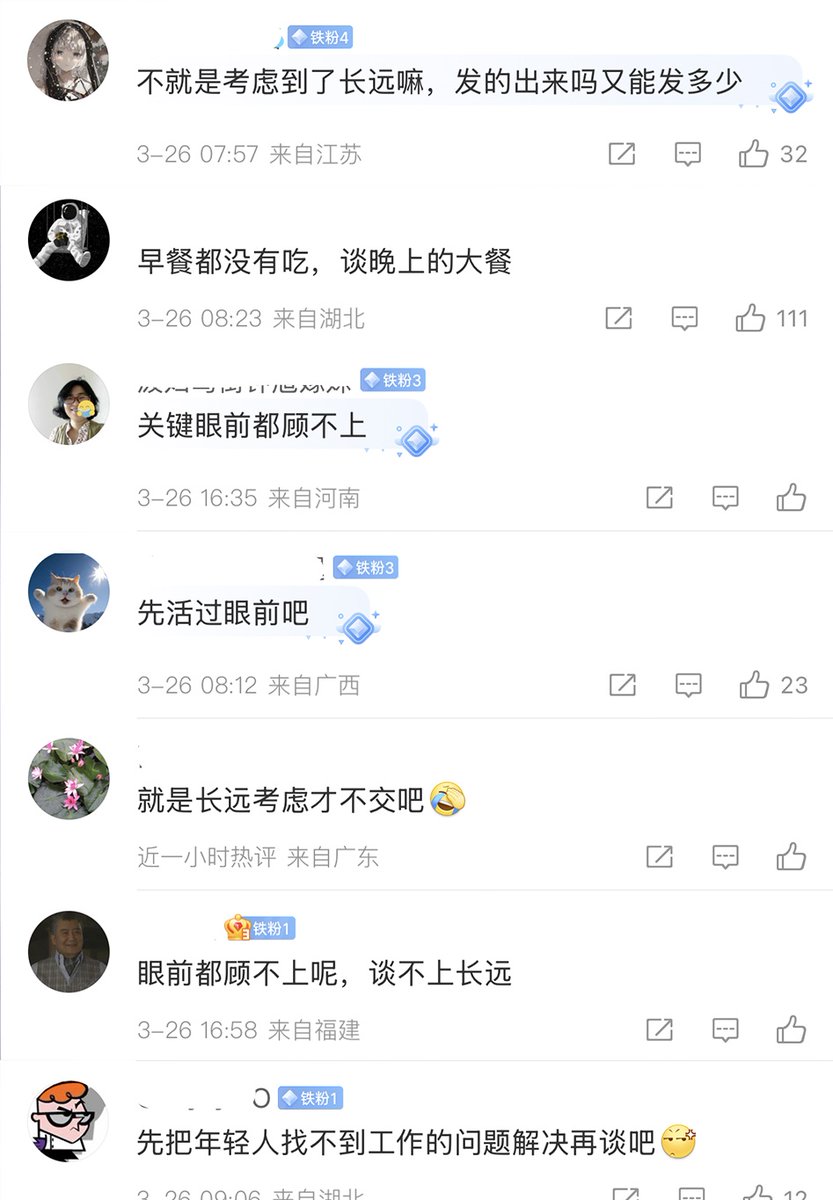 铁粉4
不就是考虑到了长远嘛，发的出来吗又能发多少
3-26 07:57 来自江苏 32
早餐都没有吃，谈晚上的大餐
3-26 08:23 来自湖北 111
铁粉3
关键眼前都顾不上
3-26 16:35 来自河南
铁粉3
先活过眼前吧
3-26 08:12 来自广西 23
就是长远考虑才不交吧
近一小时热评 来自广东
铁粉1
眼前都顾不上呢，谈不上长远
3-26 16:58 来自福建
铁粉1
先把年轻人找不到工作的问题解决再谈吧
3-26 09:06 来自湖北 12